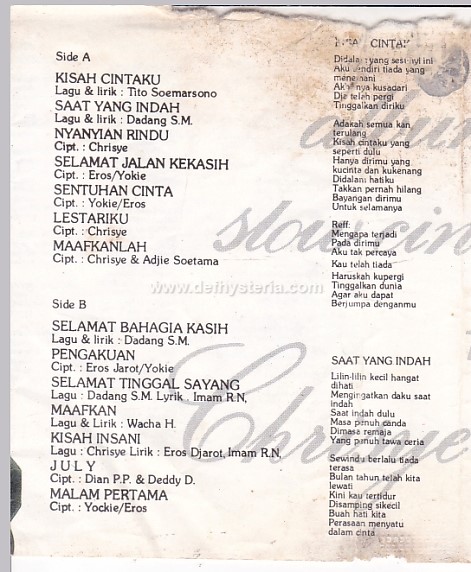 Side A
KISAH CINTAKU
Lagu & lirik : Tito Soemarsono
SAAT YANG INDAH
Lagu & lirik : Dadang S.M.
NYANYIAN RINDU
Cipt. : Chrisye
SELAMAT JALAN KEKASIH
Cipt. : Eros/Yokie
SENTUHAN CINTA
Cipt. : Yokie/Eros
LESTARIKU
Cipt. : Chrisye
MAAFKANLAH
Cipt. : Chrisye & Adjie Soetama
Side B
SELAMAT BAHAGIA KASIH
Lagu & lirik : Dadang S.M.
PENGAKUAN
Cipt. : Eros Jarot/Yokie
SELAMAT TINGGAL SAYANG
Lagu : Dadang S.M. Lyrik . Imam R.N,
MAAFKAN
Lagu & Lirik : Wacha H.
KISAH INSANI
Lagu : Chrisye Lirik : Eros Djarot, Imam R.N.
J U L Y
Cipt. : Dian P.P. & Deddy D.
MALAM PERTAMA
Cipt. : Yockie/Eros
CINTAK
Didalam yang sesunyi ini
Aku sendiri tiada yang
menemani
kusadari
Dia telah pergi
Tinggalkan diriku
Adakah semua kan
terulang
Kisah cintaku yang
seperti dulu
Hanya dirimu yang
kucinta dan kukenang
Didalam hatiku
Takkan pernah hilang
Bayangan dirimu
Untuk selamanya
Reff:
Mengapa terjadi
Pada dirimu
Aku tak percaya
Kau telah tiada
Haruskah kupergi
Tinggalkan dunia
Agar aku dapat
Berjumpa denganmu
SAAT YANG INDAH
Lilin-lilin kecil hangat
dihati
Mengingatkan daku saat
indah
Saat indah dulu
Masa penuh canda
Dimasa remaja
Yang penuh tawa ceria
Sewindu berlalu tiada
terasa
Bulan tahun telah kita
lewati
Kini kau tertidur
Disamping sikecil
Buah hati kita
Perasaan menyatu
dalam cinta
album
slow
Chrisye
www.defhysteria.com